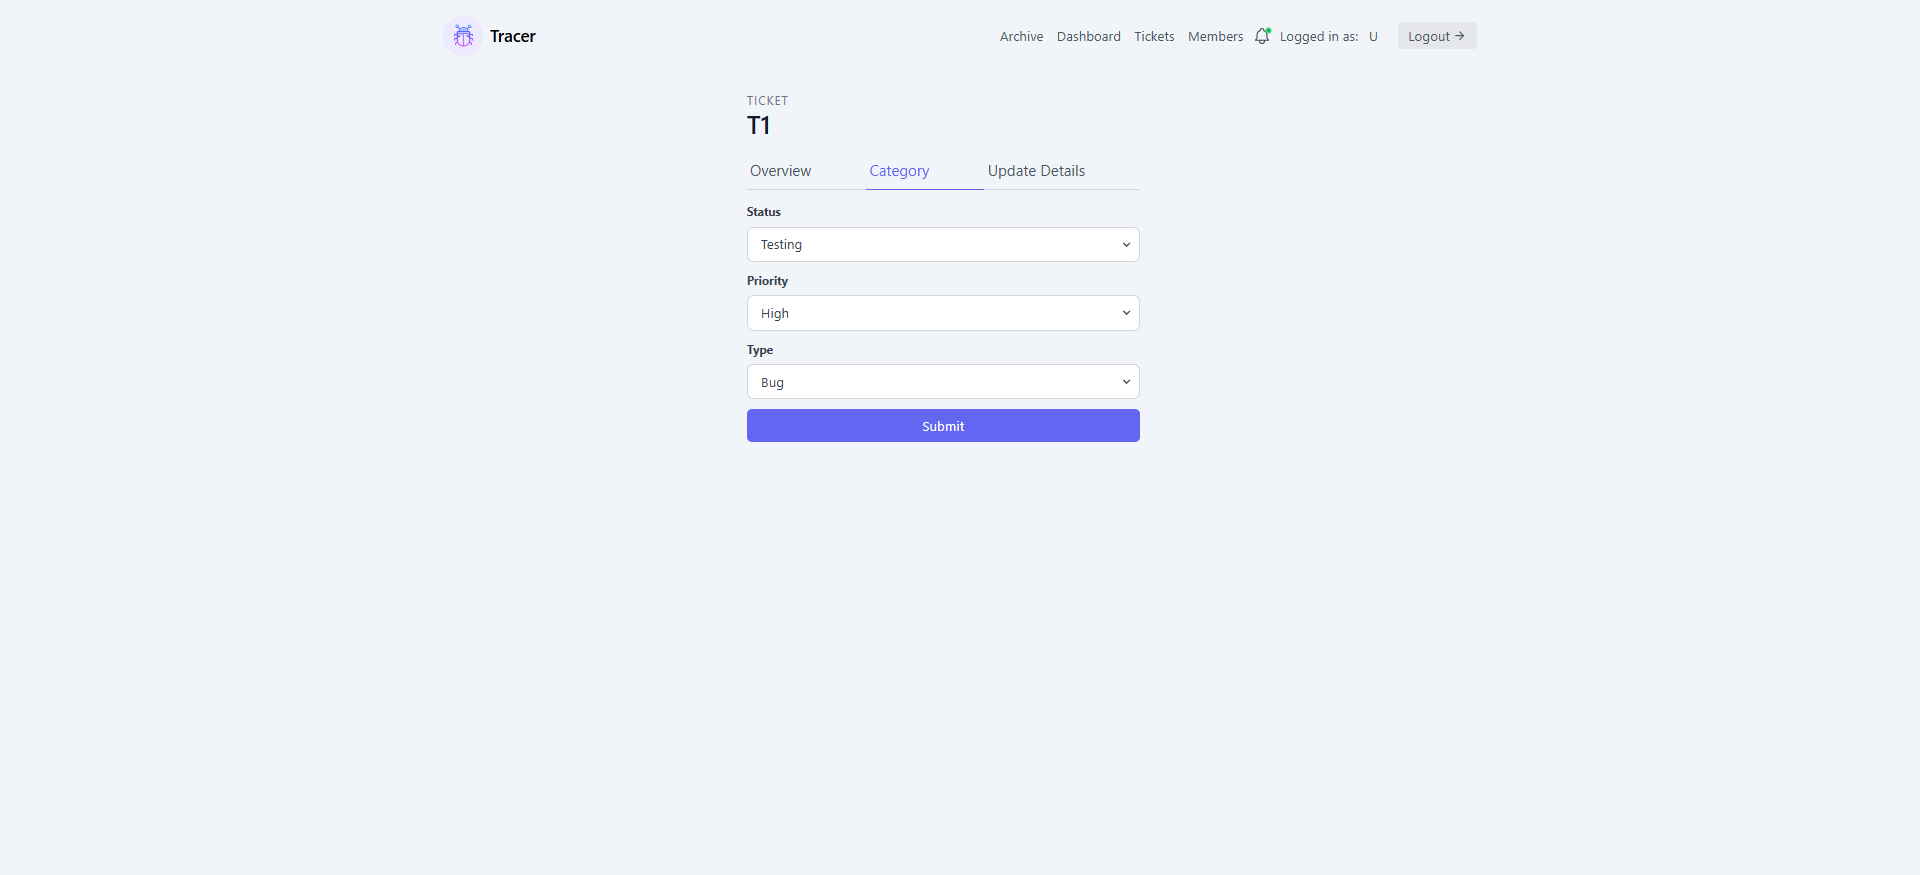 Tracer
Archive Dashboard Tickets Members Logged in as: U Logout →
TICKET
T1
Overview Category Update Details
Status
Testing
Priority
High
Type
Bug
Submit